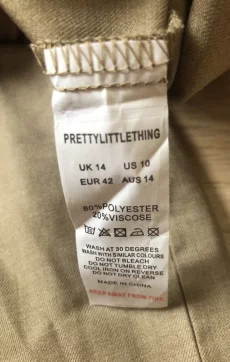 PRETTYLITTLETHING
UK 14 US 10
EUR 42 AUS 14
80% POLYESTER
20% VISCOSE
WASH AT 30 DEGREES
WASH WITH SIMILAR COLOURS
DO NOT BLEACH
DO NOT TUMBLE DRY
COOL IRON ON REVERSE
DO NOT DRY CLEAN
MADE IN CHINA
KEEP AWAY FROM FIRE